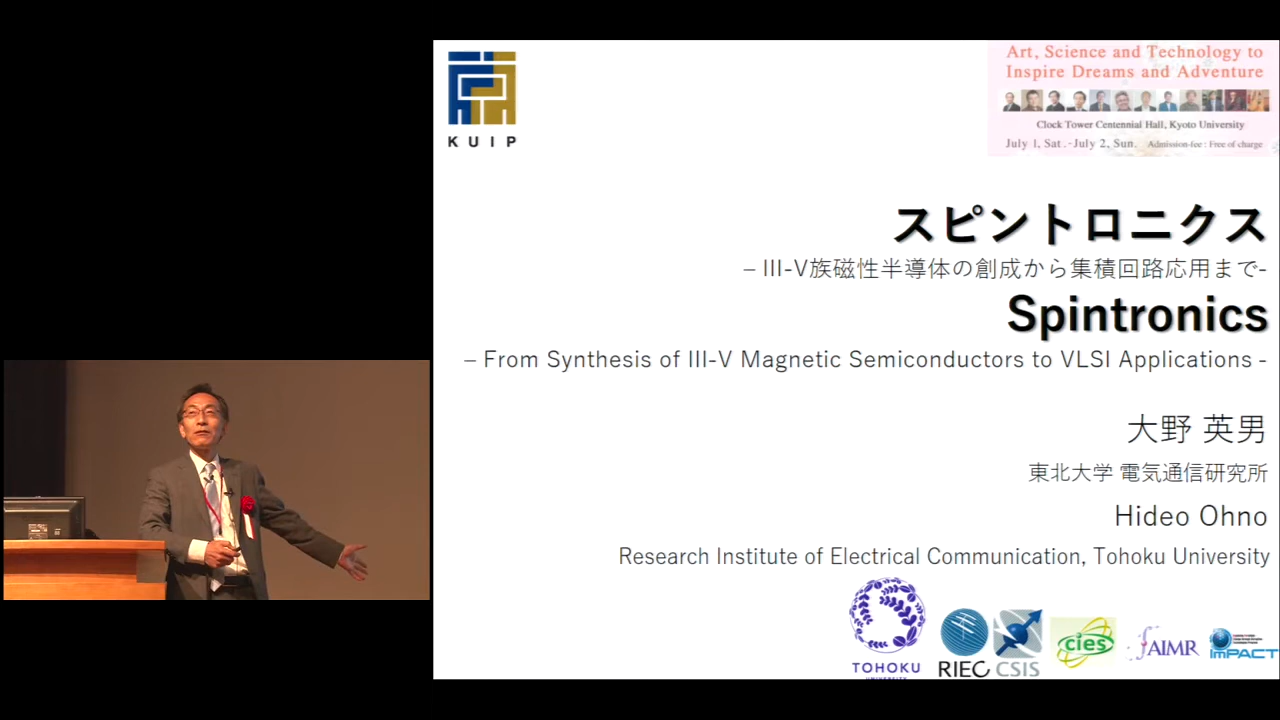 KUIP
Art, Science and Technology to
Inspire Dreams and Adventure
Clock Tower Centennial Hall, Kyoto University
July 1, Sat.-July 2, Sun. Admission-fee : Free of charge
スピントロニクス
– III-V族磁性半導体の創成から集積回路応用まで-
Spintronics
– From Synthesis of III-V Magnetic Semiconductors to VLSI Applications -
大野 英男
東北大学 電気通信研究所
Hideo Ohno
Research Institute of Electrical Communication, Tohoku University
TOHOKU
UNIVERSITY
RIEC
CSIS
cies
AIMR
ImPACT